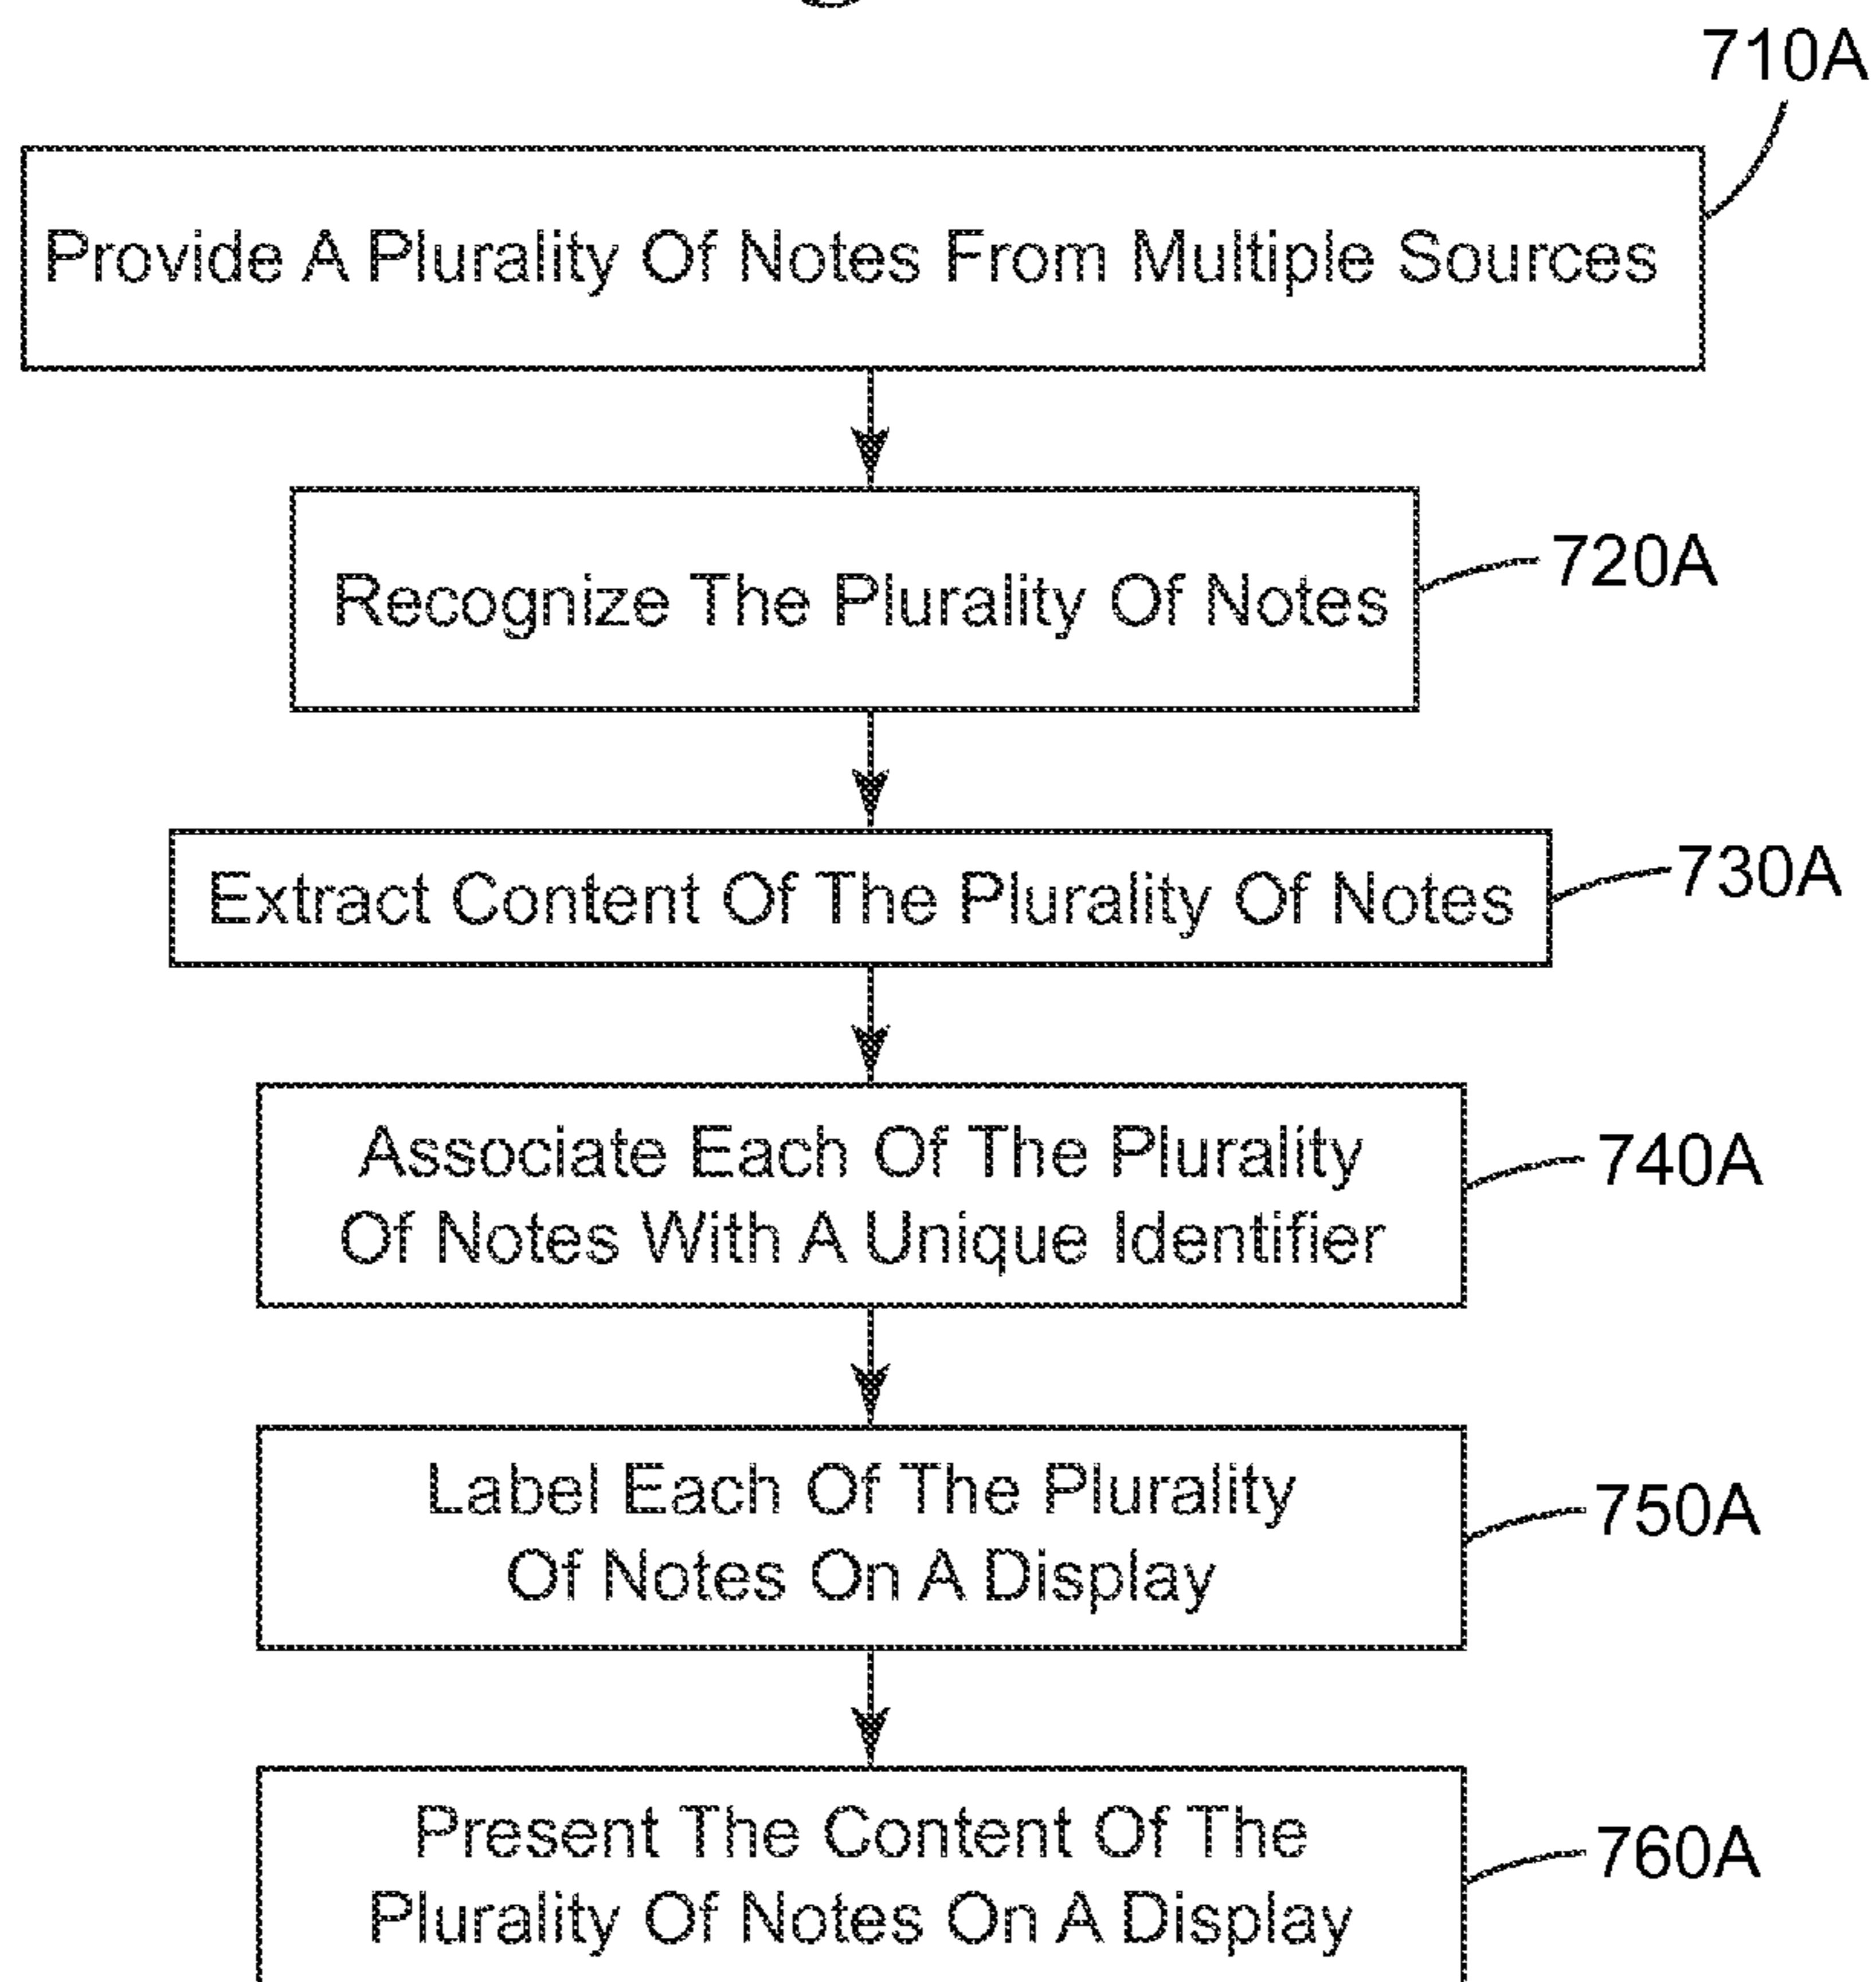 710A
Provide A Plurality Of Notes From Multiple Sources
720A
Recognize The Plurality Of Notes
730A
Extract Content Of The Plurality Of Notes
Associate Each Of The Plurality
740A
Of Notes With A Unique Identifier
Label Each Of The Plurality
750A
Of Notes On A Display
Present The Content Of The
760A
Plurality Of Notes On A Display